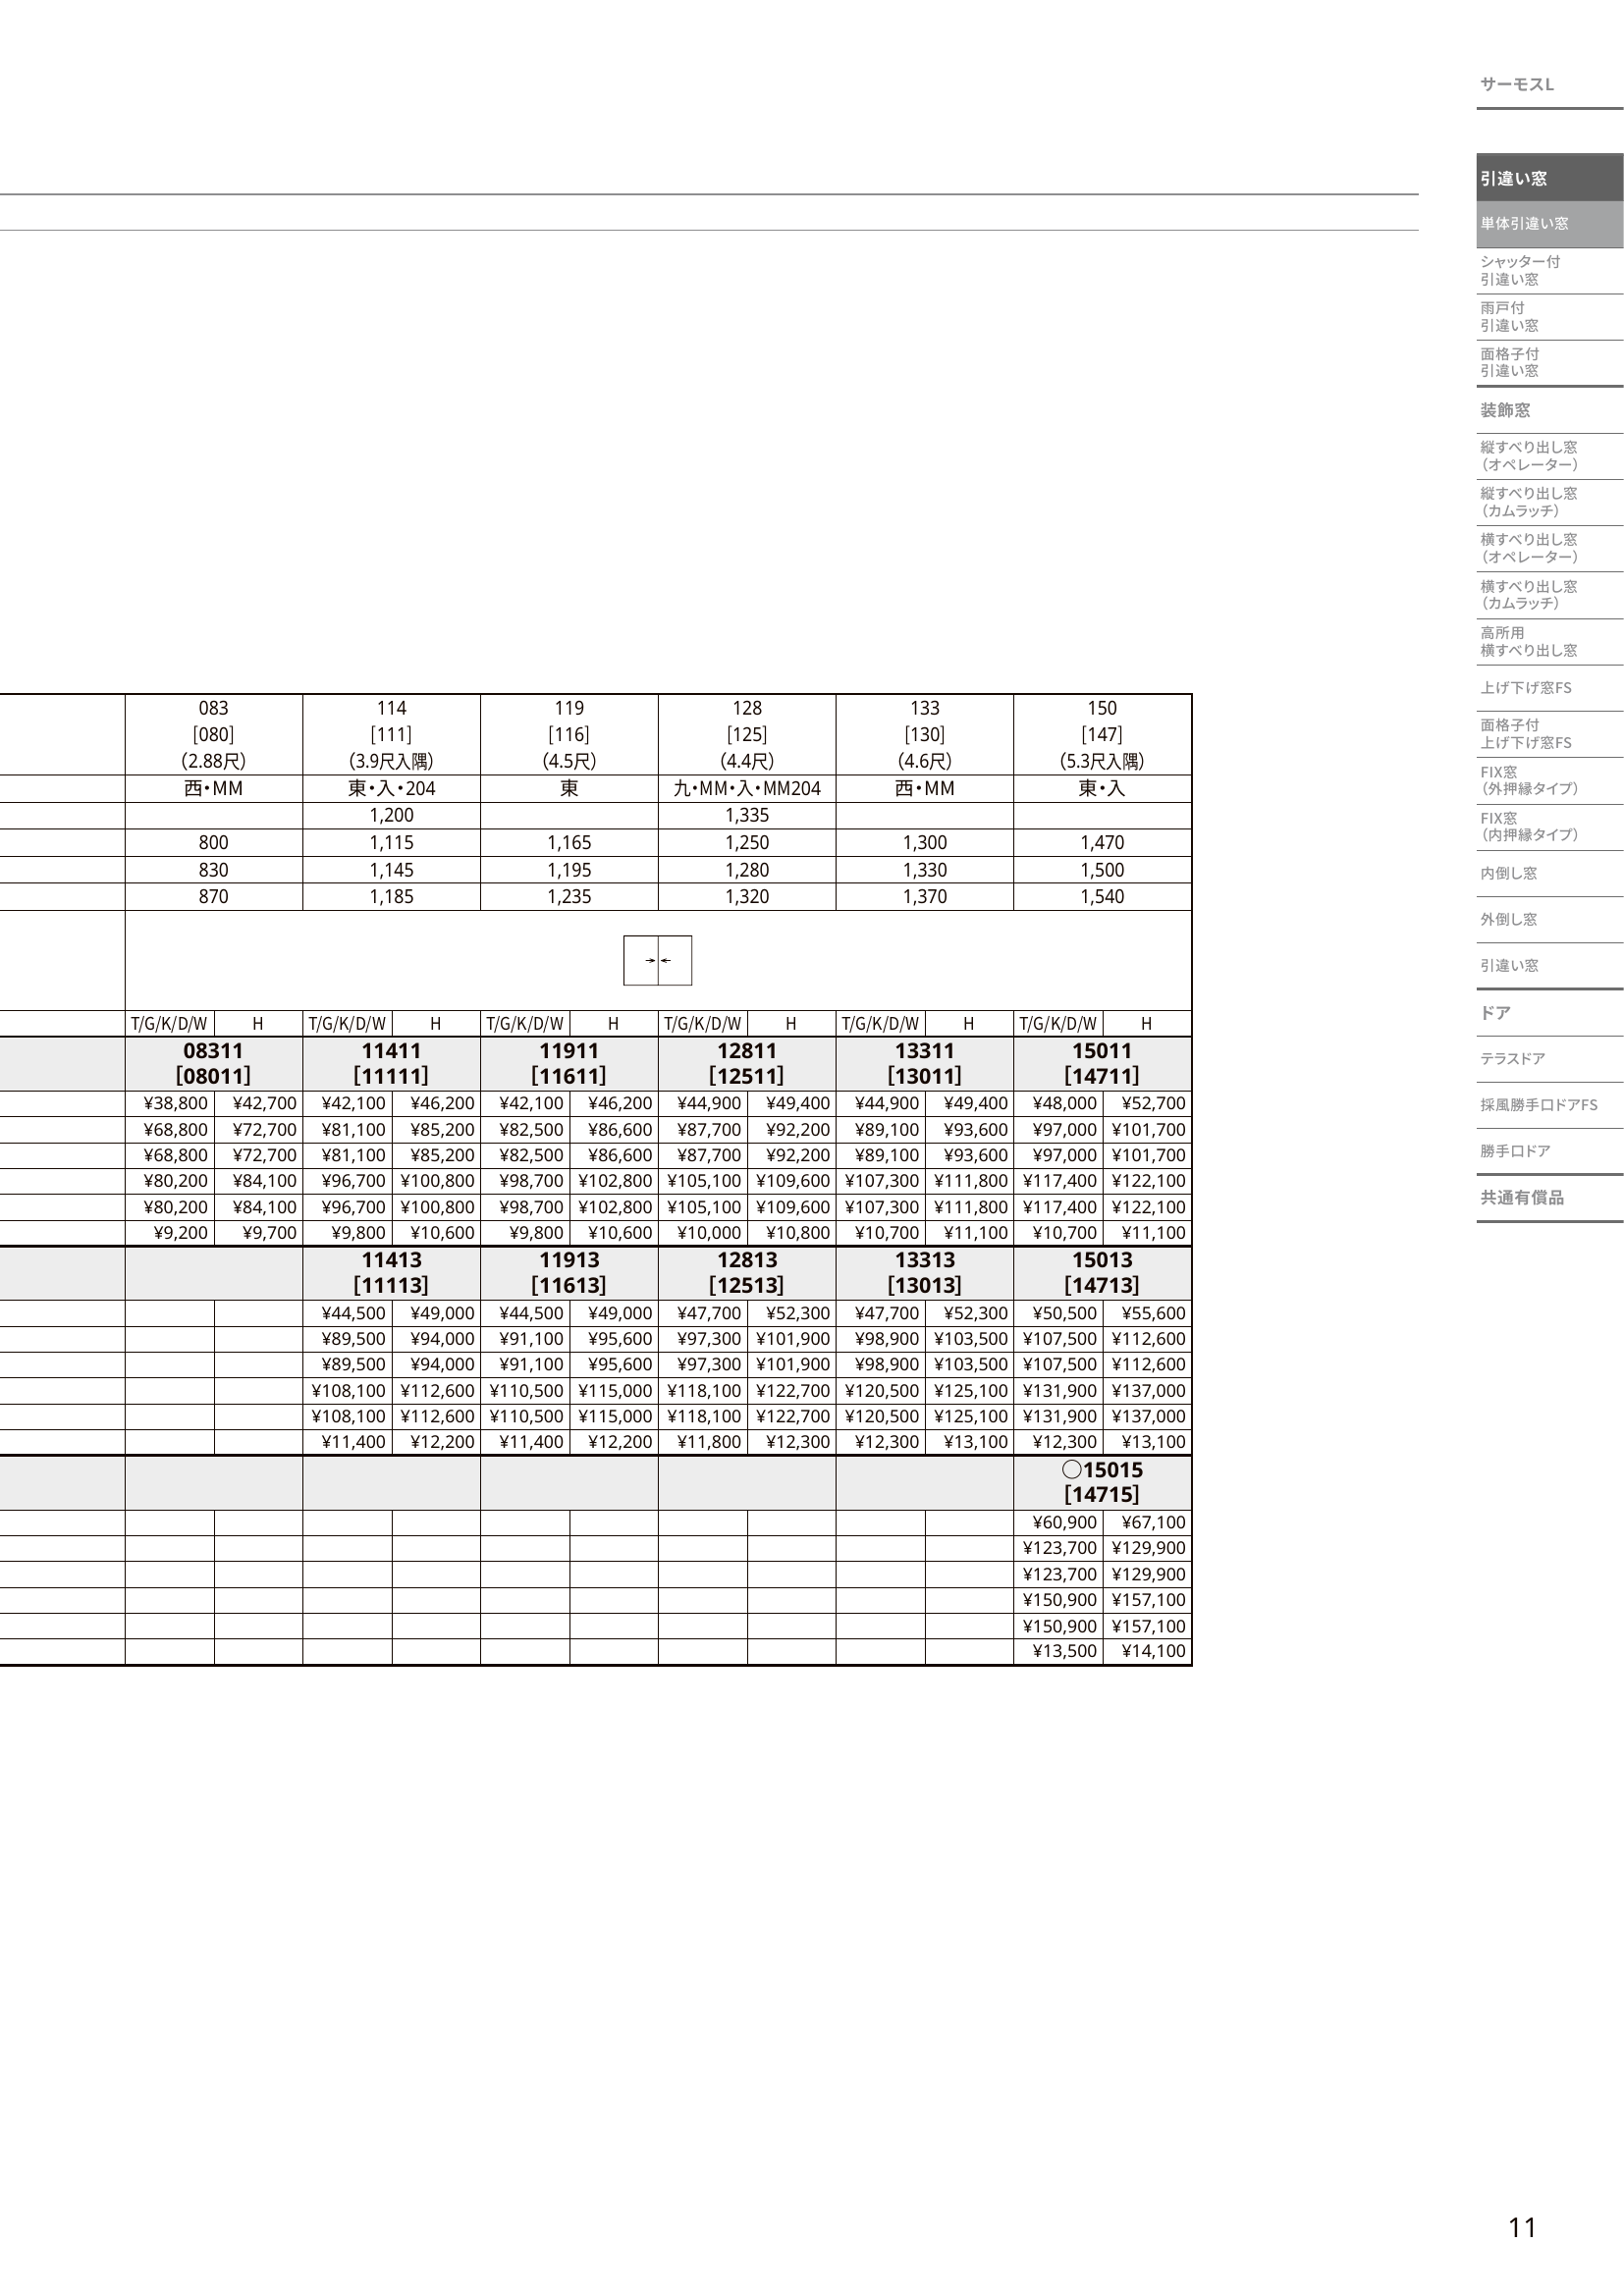 サーモスL
引違い窓
単体引違い窓
シャッター付
引違い窓
雨戸付
引違い窓
面格子付
引違い窓
装飾窓
縦すべり出し窓
（オペレーター）
縦すべり出し窓
（カムラッチ）
横すべり出し窓
（オペレーター）
横すべり出し窓
（カムラッチ）
高所用
横すべり出し窓
上げ下げ窓FS
面格子付
上げ下げ窓FS
FIX窓
（外押縁タイプ）
FIX窓
（内押縁タイプ）
内倒し窓
外倒し窓
引違い窓
ドア
テラスドア
採風勝手口ドアFS
勝手口ドア
共通有償品
083 114 119 128 133 150
[080] [111] [116] [125] [130] [147]
（2.88尺） （3.9尺入隅） （4.5尺） （4.4尺） （4.6尺） （5.3尺入隅）
西・MM 東・入・204 東 九・MM・入・MM204 西・MM 東・入
1,200 1,335
800 1,115 1,165 1,250 1,300 1,470
830 1,145 1,195 1,280 1,330 1,500
870 1,185 1,235 1,320 1,370 1,540
T/G/K/D/W H T/G/K/D/W H T/G/K/D/W H T/G/K/D/W H T/G/K/D/W H T/G/K/D/W H
08311 11411 11911 12811 13311 15011
[08011] [11111] [11611] [12511] [13011] [14711]
¥38,800 ¥42,700 ¥42,100 ¥46,200 ¥42,100 ¥46,200 ¥44,900 ¥49,400 ¥44,900 ¥49,400 ¥48,000 ¥52,700
¥68,800 ¥72,700 ¥81,100 ¥85,200 ¥82,500 ¥86,600 ¥87,700 ¥92,200 ¥89,100 ¥93,600 ¥97,000 ¥101,700
¥68,800 ¥72,700 ¥81,100 ¥85,200 ¥82,500 ¥86,600 ¥87,700 ¥92,200 ¥89,100 ¥93,600 ¥97,000 ¥101,700
¥80,200 ¥84,100 ¥96,700 ¥100,800 ¥98,700 ¥102,800 ¥105,100 ¥109,600 ¥107,300 ¥111,800 ¥117,400 ¥122,100
¥80,200 ¥84,100 ¥96,700 ¥100,800 ¥98,700 ¥102,800 ¥105,100 ¥109,600 ¥107,300 ¥111,800 ¥117,400 ¥122,100
¥9,200 ¥9,700 ¥9,800 ¥10,600 ¥9,800 ¥10,600 ¥10,000 ¥10,800 ¥10,700 ¥11,100 ¥10,700 ¥11,100
11413 11913 12813 13313 15013
[11113] [11613] [12513] [13013] [14713]
¥44,500 ¥49,000 ¥44,500 ¥49,000 ¥47,700 ¥52,300 ¥47,700 ¥52,300 ¥50,500 ¥55,600
¥89,500 ¥94,000 ¥91,100 ¥95,600 ¥97,300 ¥101,900 ¥98,900 ¥103,500 ¥107,500 ¥112,600
¥89,500 ¥94,000 ¥91,100 ¥95,600 ¥97,300 ¥101,900 ¥98,900 ¥103,500 ¥107,500 ¥112,600
¥108,100 ¥112,600 ¥110,500 ¥115,000 ¥118,100 ¥122,700 ¥120,500 ¥125,100 ¥131,900 ¥137,000
¥108,100 ¥112,600 ¥110,500 ¥115,000 ¥118,100 ¥122,700 ¥120,500 ¥125,100 ¥131,900 ¥137,000
¥11,400 ¥12,200 ¥11,400 ¥12,200 ¥11,800 ¥12,300 ¥12,300 ¥13,100 ¥12,300 ¥13,100
○15015
[14715]
¥60,900 ¥67,100
¥123,700 ¥129,900
¥123,700 ¥129,900
¥150,900 ¥157,100
¥150,900 ¥157,100
¥13,500 ¥14,100
11